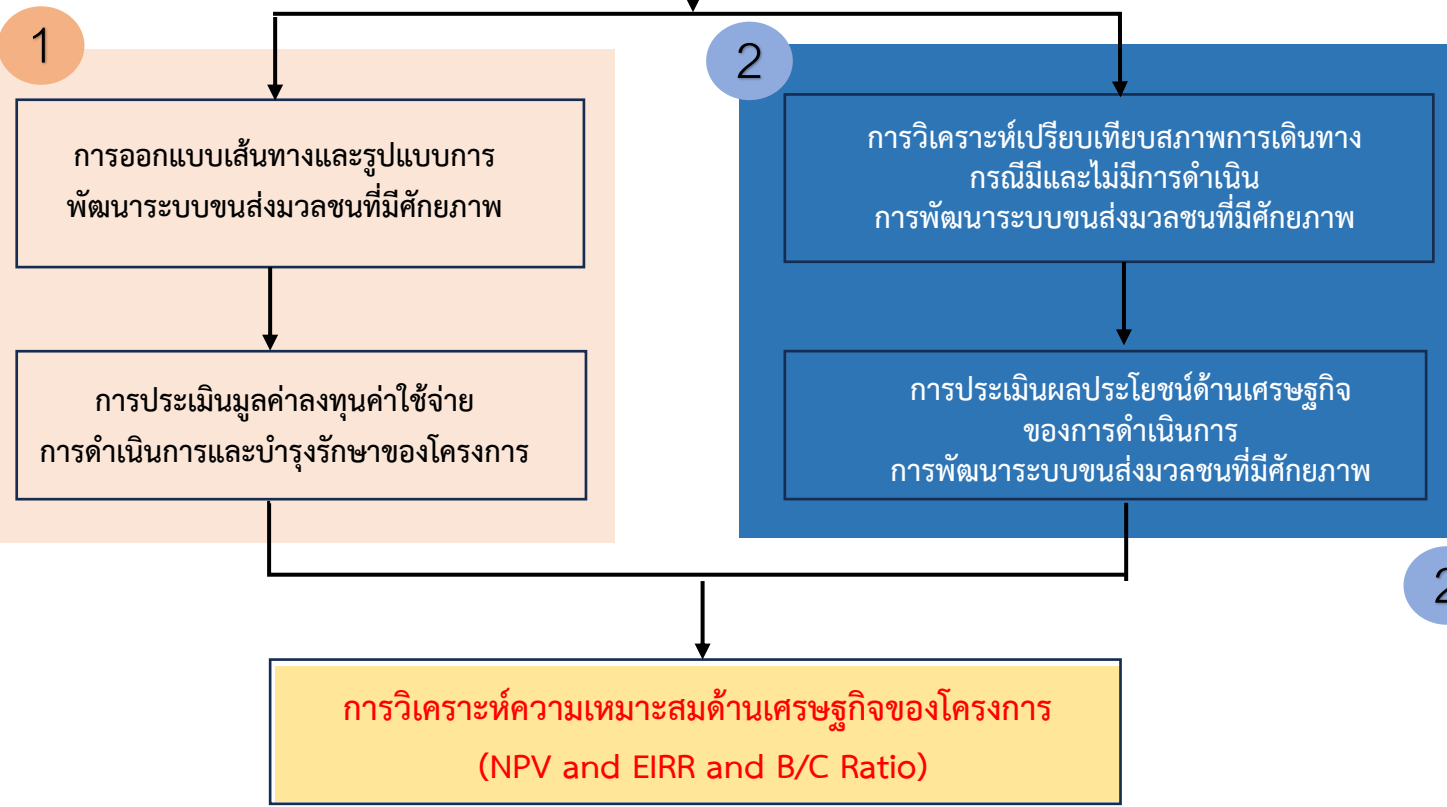 1
การออกแบบเส้นทางและรูปแบบการ
พัฒนาระบบขนส่งมวลชนที่มีศักยภาพ
การประเมินมูลค่าลงทุนค่าใช้จ่าย
การดำเนินการและบำรุงรักษาของโครงการ
2
การวิเคราะห์เปรียบเทียบสภาพการเดินทาง
กรณีมีและไม่มีการดำเนิน
การพัฒนาระบบขนส่งมวลชนที่มีศักยภาพ
การประเมินผลประโยชน์ด้านเศรษฐกิจ
ของการดำเนินการ
การพัฒนาระบบขนส่งมวลชนที่มีศักยภาพ
2
การวิเคราะห์ความเหมาะสมด้านเศรษฐกิจของโครงการ
(NPV and EIRR and B/C Ratio)